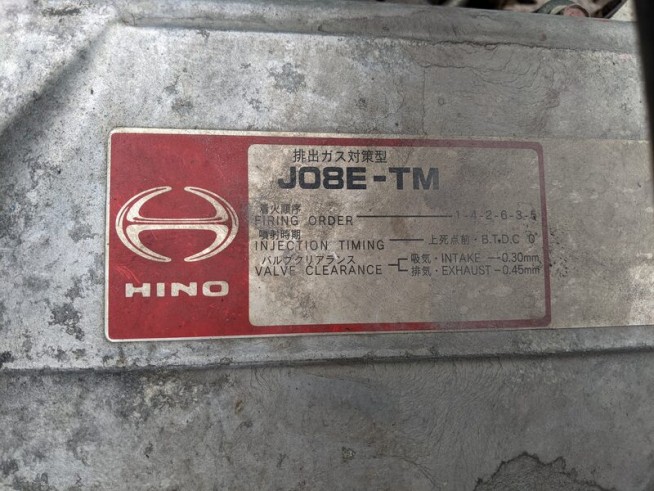 排出ガス対策型
J08E-TM
着火順序
FIRING ORDER 1-4-2-6-3-5
噴射時期
INJECTION TIMING 上死点前・B.T.D.C 0
バルブクリアランス 吸気・INTAKE 0.30mm
VALVE CLEARANCE 排気・EXHAUST 0.45mm
HINO